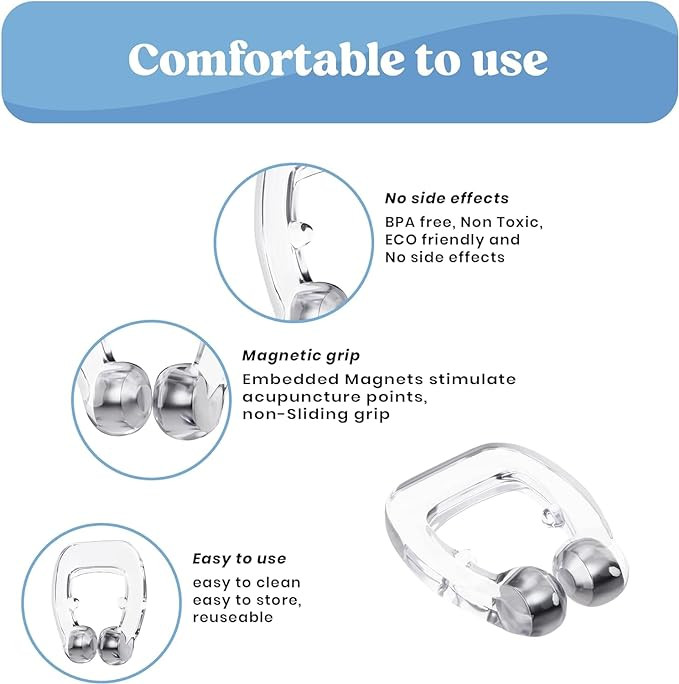 Comfortable to use
No side effects
BPA free, Non Toxic,
ECO friendly and
No side effects
Magnetic grip
Embedded Magnets stimulate
acupuncture points,
non-Sliding grip
Easy to use
easy to clean
easy to store,
reuseable